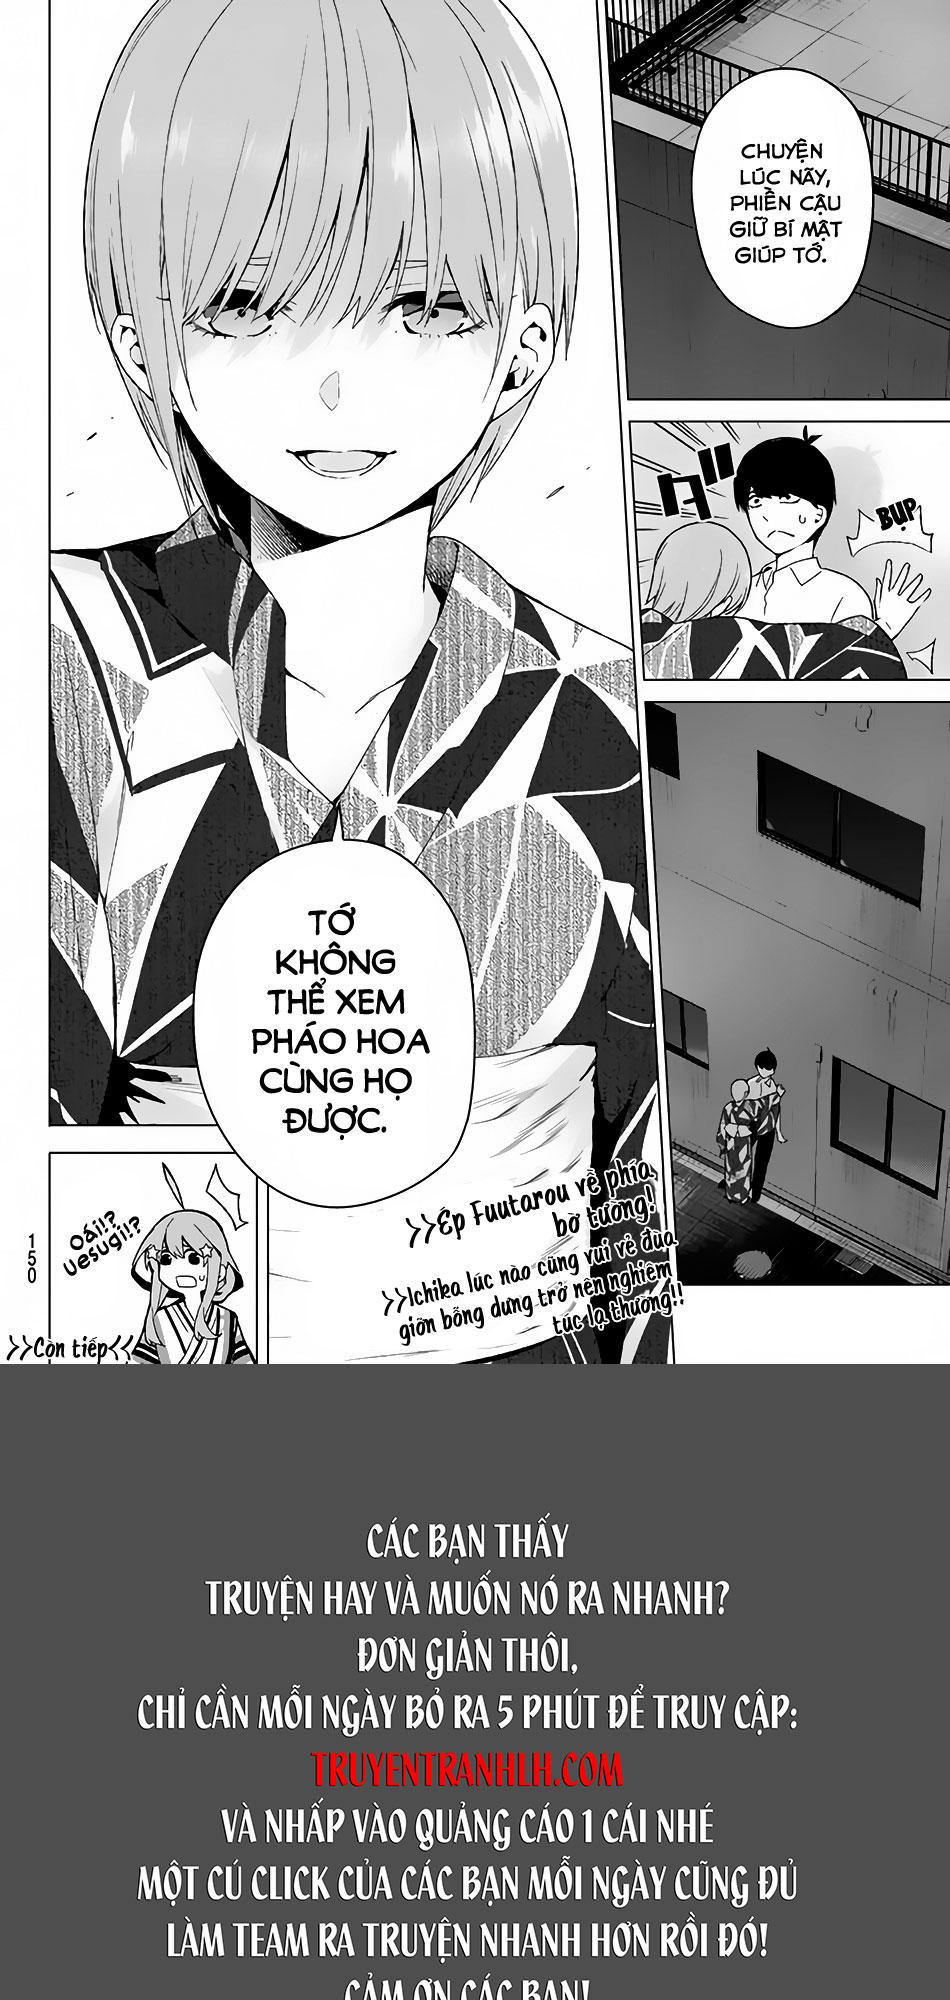 CHUYỆN
LÚC NÃY,
PHIỀN CẬU
GIỮ BÍ MẬT
GIÚP TỚ.
ダッ
BỤP
TỚ
KHÔNG
THỂ XEM
PHÁO HOA
CÙNG HỌ
ĐƯỢC.
>>Ép Fuutarou về phía
bờ tường!
>>Ichika lúc nào cũng vui vẻ đùa
giỡn bỗng dưng trở nên nghiêm
túc lạ thường!!
Oái!?
Uesugi!?
150
>>Còn tiếp<<
CÁC BẠN THẤY
TRUYỆN HAY VÀ MUỐN NÓ RA NHANH?
ĐƠN GIẢN THÔI,
CHỈ CẦN MỖI NGÀY BỎ RA 5 PHÚT ĐỂ TRUY CẬP:
TRUYENTRANHLH.COM
VÀ NHẤP VÀO QUẢNG CÁO 1 CÁI NHÉ
MỘT CÚ CLICK CỦA CÁC BẠN MỖI NGÀY CŨNG ĐỦ
LÀM TEAM RA TRUYỆN NHANH HƠN RỒI ĐÓ!
CẢM ƠN CÁC BẠN!